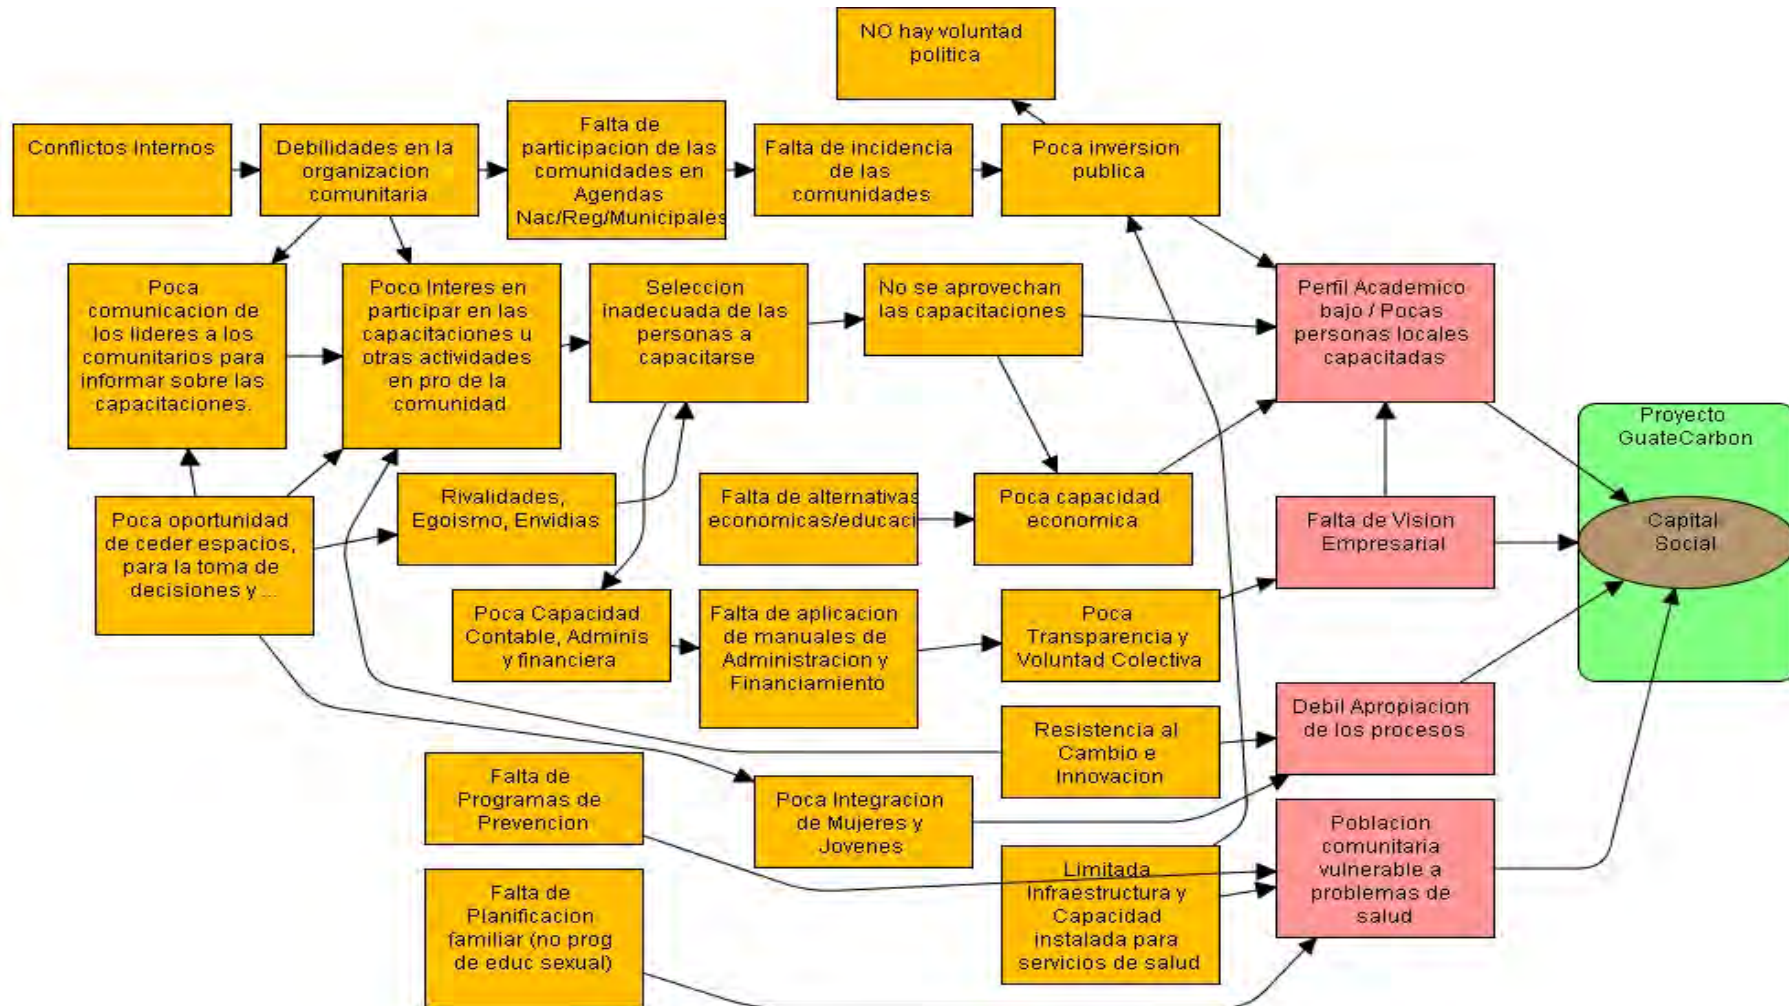 NO hay voluntad
politica
Conflictos Internos
Debilidades en la
organizacion
comunitaria
Falta de
participacion de las
comunidades en
Agendas
Nac/Reg/Municipales
Falta de incidencia
de las
comunidades
Poca inversion
publica
Poca
comunicacion de
los lideres a los
comunitarios para
informar sobre las
capacitaciones.
Poco Interes en
participar en las
capacitaciones u
otras actividades
en pro de la
comunidad
Seleccion
inadecuada de las
personas a
capacitarse
No se aprovechan
las capacitaciones
Perfil Academico
bajo / Pocas
personas locales
capacitadas
Proyecto
GuateCarbon
Poca oportunidad
de ceder espacios,
para la toma de
decisiones y ...
Rivalidades,
Egoismo, Envidias
Falta de alternativas
economicas/educaci
Poca capacidad
economica
Falta de Vision
Empresarial
Capital
Social
Poca Capacidad
Contable, Adminis
y financiera
Falta de aplicacion
de manuales de
Administracion y
Financiamiento
Poca
Transparencia y
Voluntad Colectiva
Debil Apropiacion
de los procesos
Resistencia al
Cambio e
Innovacion
Falta de
Programas de
Prevencion
Poca Integracion
de Mujeres y
Jovenes
Poblacion
comunitaria
vulnerable a
problemas de
salud
Limitada
Infraestructura y
Capacidad
instalada para
servicios de salud
Falta de
Planificacion
familiar (no prog
de educ sexual)